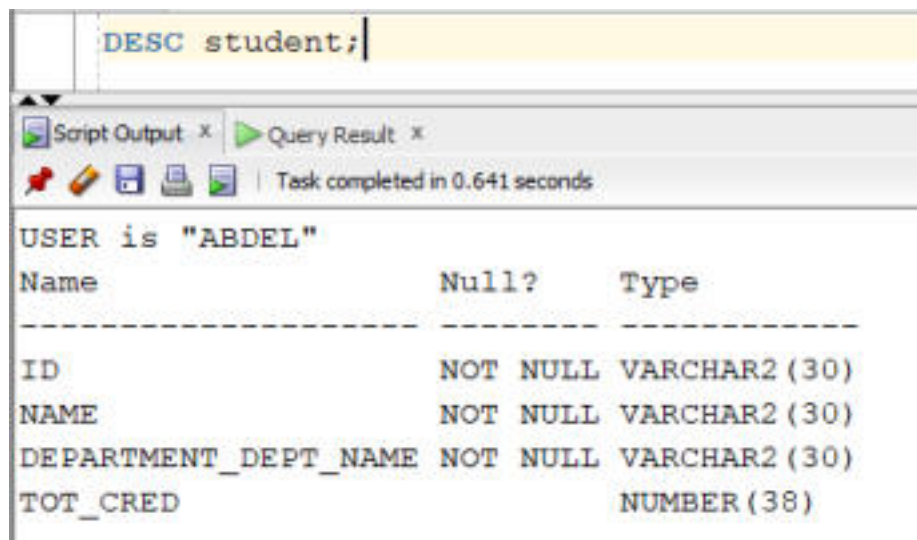 DESC student;
Script Output x Query Result x
Task completed in 0.641 seconds
USER is "ABDEL"
Name Null? Type
-------------------- -------- ------------
ID NOT NULL VARCHAR2(30)
NAME NOT NULL VARCHAR2(30)
DEPARTMENT_DEPT_NAME NOT NULL VARCHAR2(30)
TOT_CRED NUMBER(38)